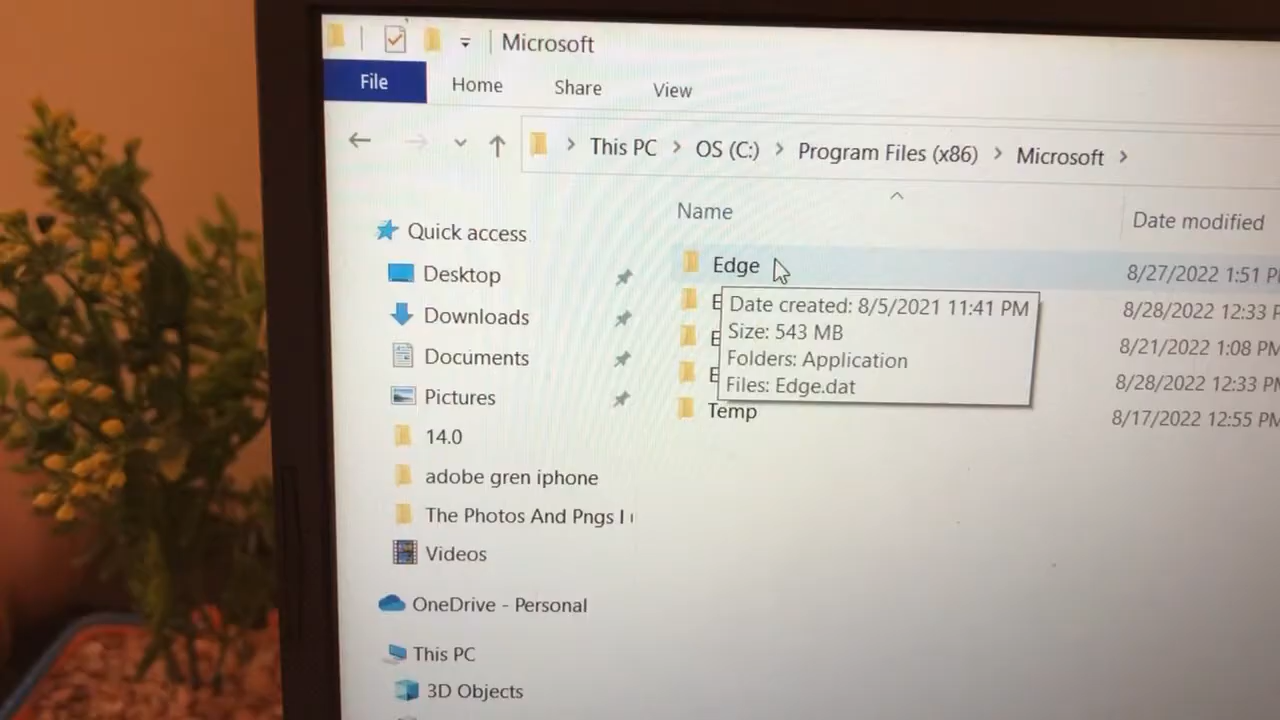 Microsoft
File Home Share View
This PC > OS (C:) > Program Files (x86) > Microsoft >
Name Date modified
Quick access
Edge 8/27/2022 1:51 P
Desktop
E 8/28/2022 12:33 P
Date created: 8/5/2021 11:41 PM
Size: 543 MB
Folders: Application
Files: Edge.dat
Downloads
E 8/21/2022 1:08 PM
Documents
E 8/28/2022 12:33 PM
Pictures
Temp 8/17/2022 12:55 PM
14.0
adobe gren iphone
The Photos And Pngs I
Videos
OneDrive - Personal
This PC
3D Objects